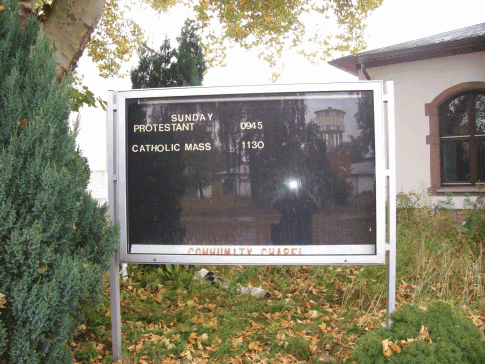 SUNDAY
PROTESTANT 0945
CATHOLIC MASS 1130
COMMUNITY CHAPEL